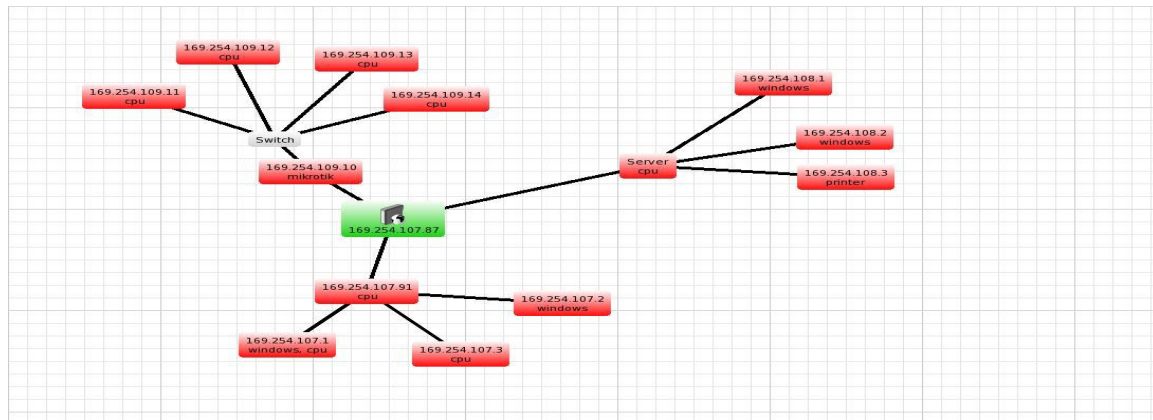 169.254.109.12
cpu
169.254.109.13
cpu
169.254.109.11
cpu
169.254.109.14
cpu
Switch
169.254.109.10
mikrotik
169.254.108.1
windows
169.254.108.2
windows
Server
cpu
169.254.108.3
printer
169.254.107.87
169.254.107.91
cpu
169.254.107.2
windows
169.254.107.1
windows, cpu
169.254.107.3
cpu